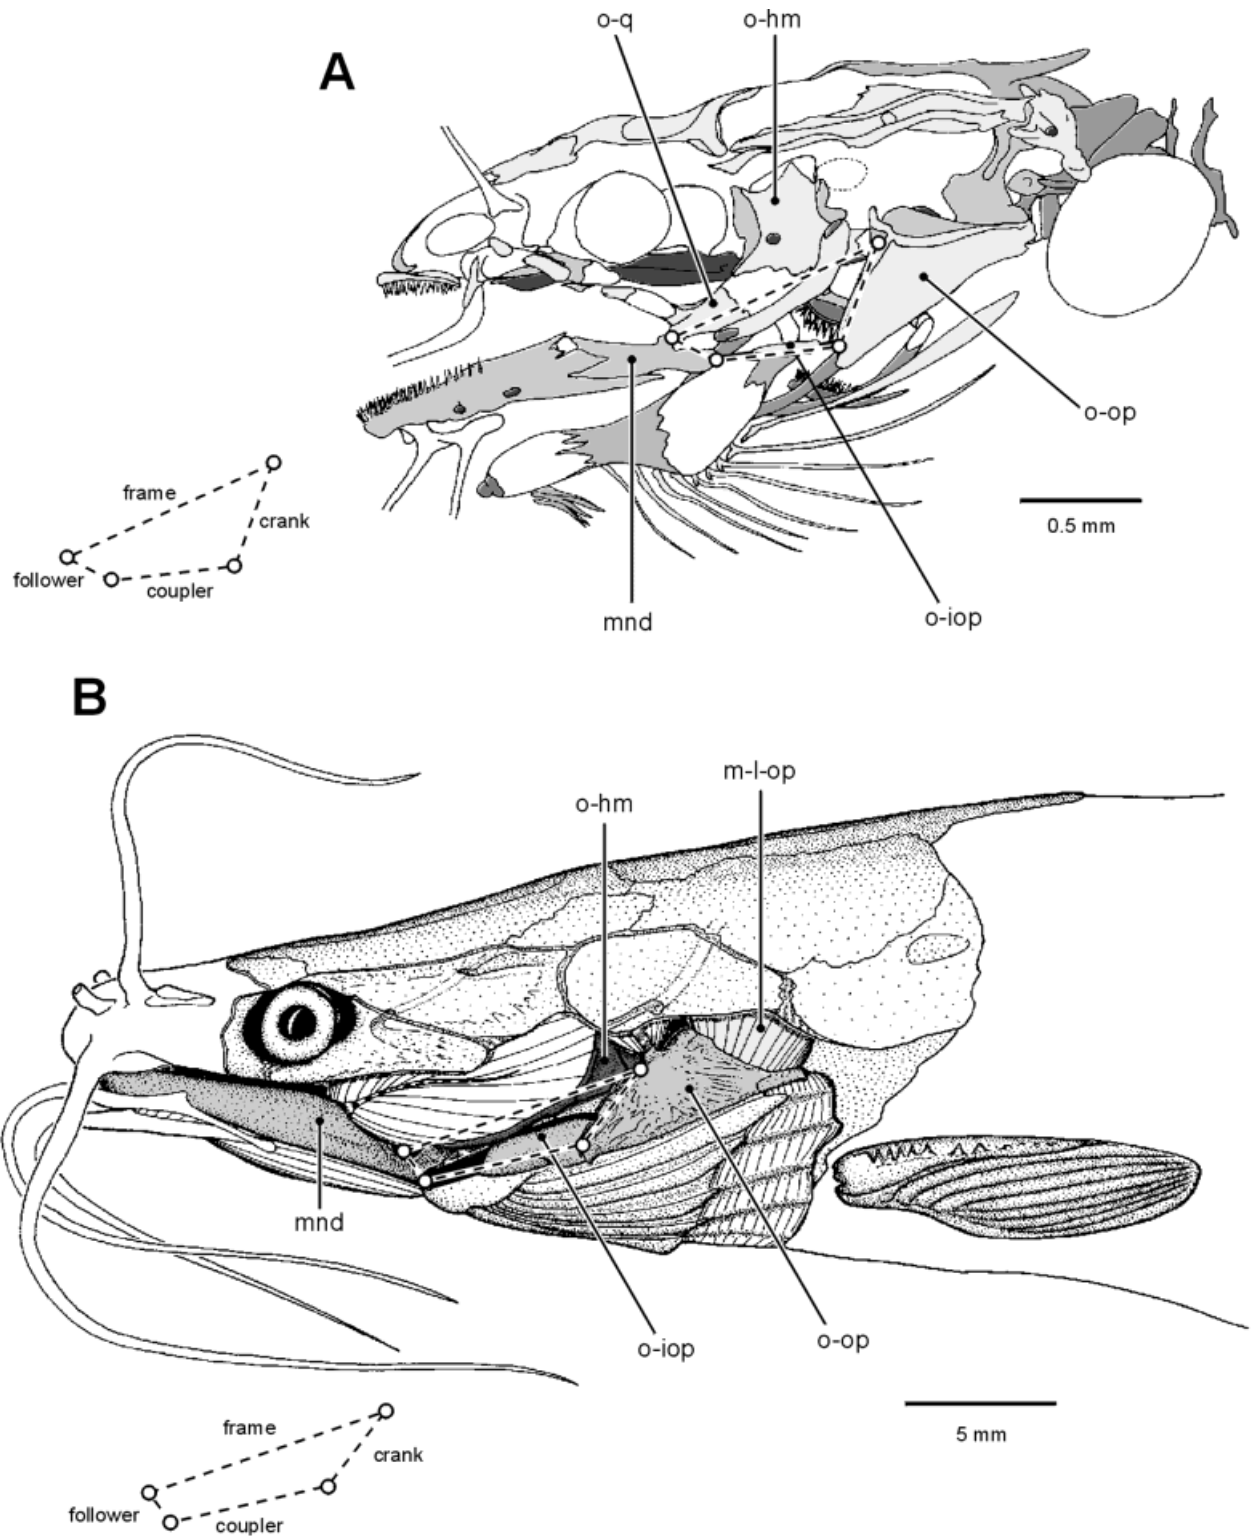 o-q
o-hm
A
o-op
frame
crank
0.5 mm
follower
coupler
mnd
o-iop
B
m-l-op
o-hm
mnd
o-iop
o-op
frame
5 mm
crank
follower
coupler